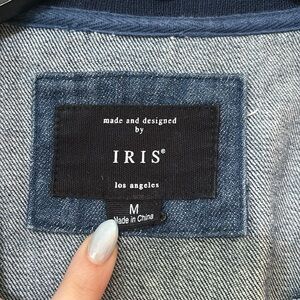 made and designed
by
IRIS®
los angeles
M
Made in China